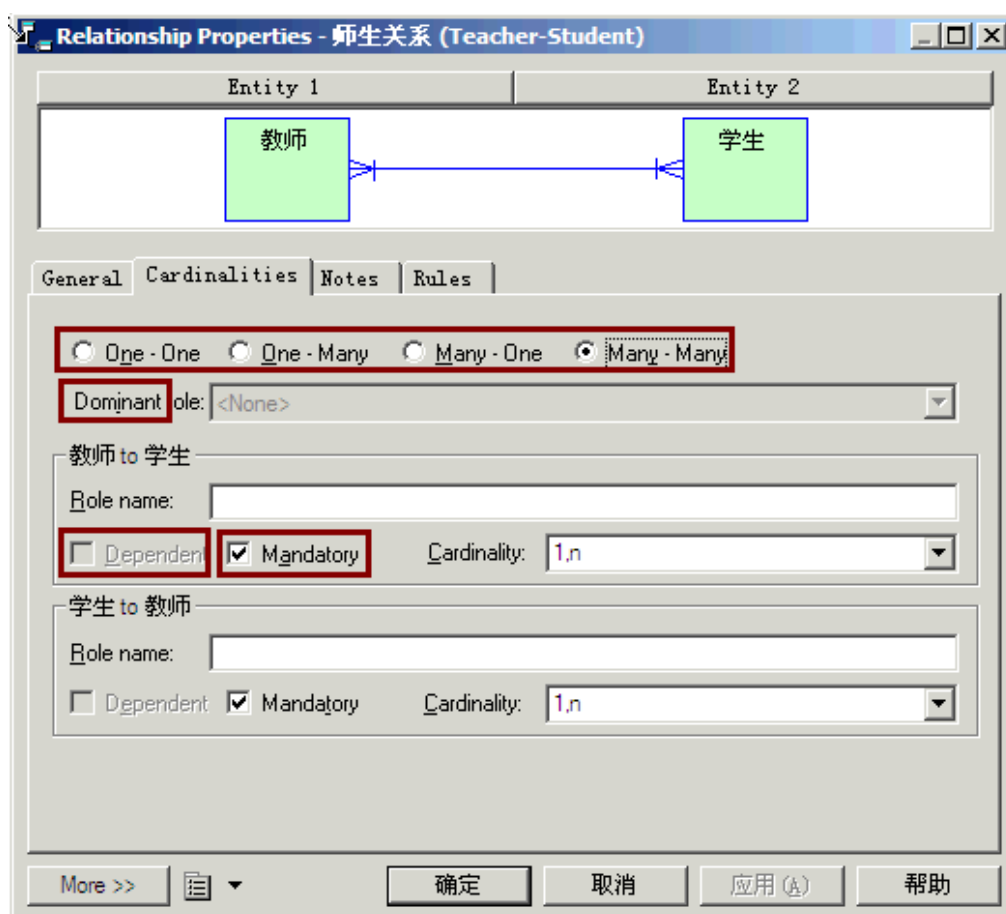 Relationship Properties - 师生关系 (Teacher-Student)
Entity 1 Entity 2
教师 学生
General Cardinalities Notes Rules
One - One One - Many Many - One Many - Many
Dominant ole: <None>
教师 to 学生
Role name:
Dependent Mandatory Cardinality: 1,n
学生 to 教师
Role name:
Dependent Mandatory Cardinality: 1,n
More >> 确定 取消 应用 (A) 帮助